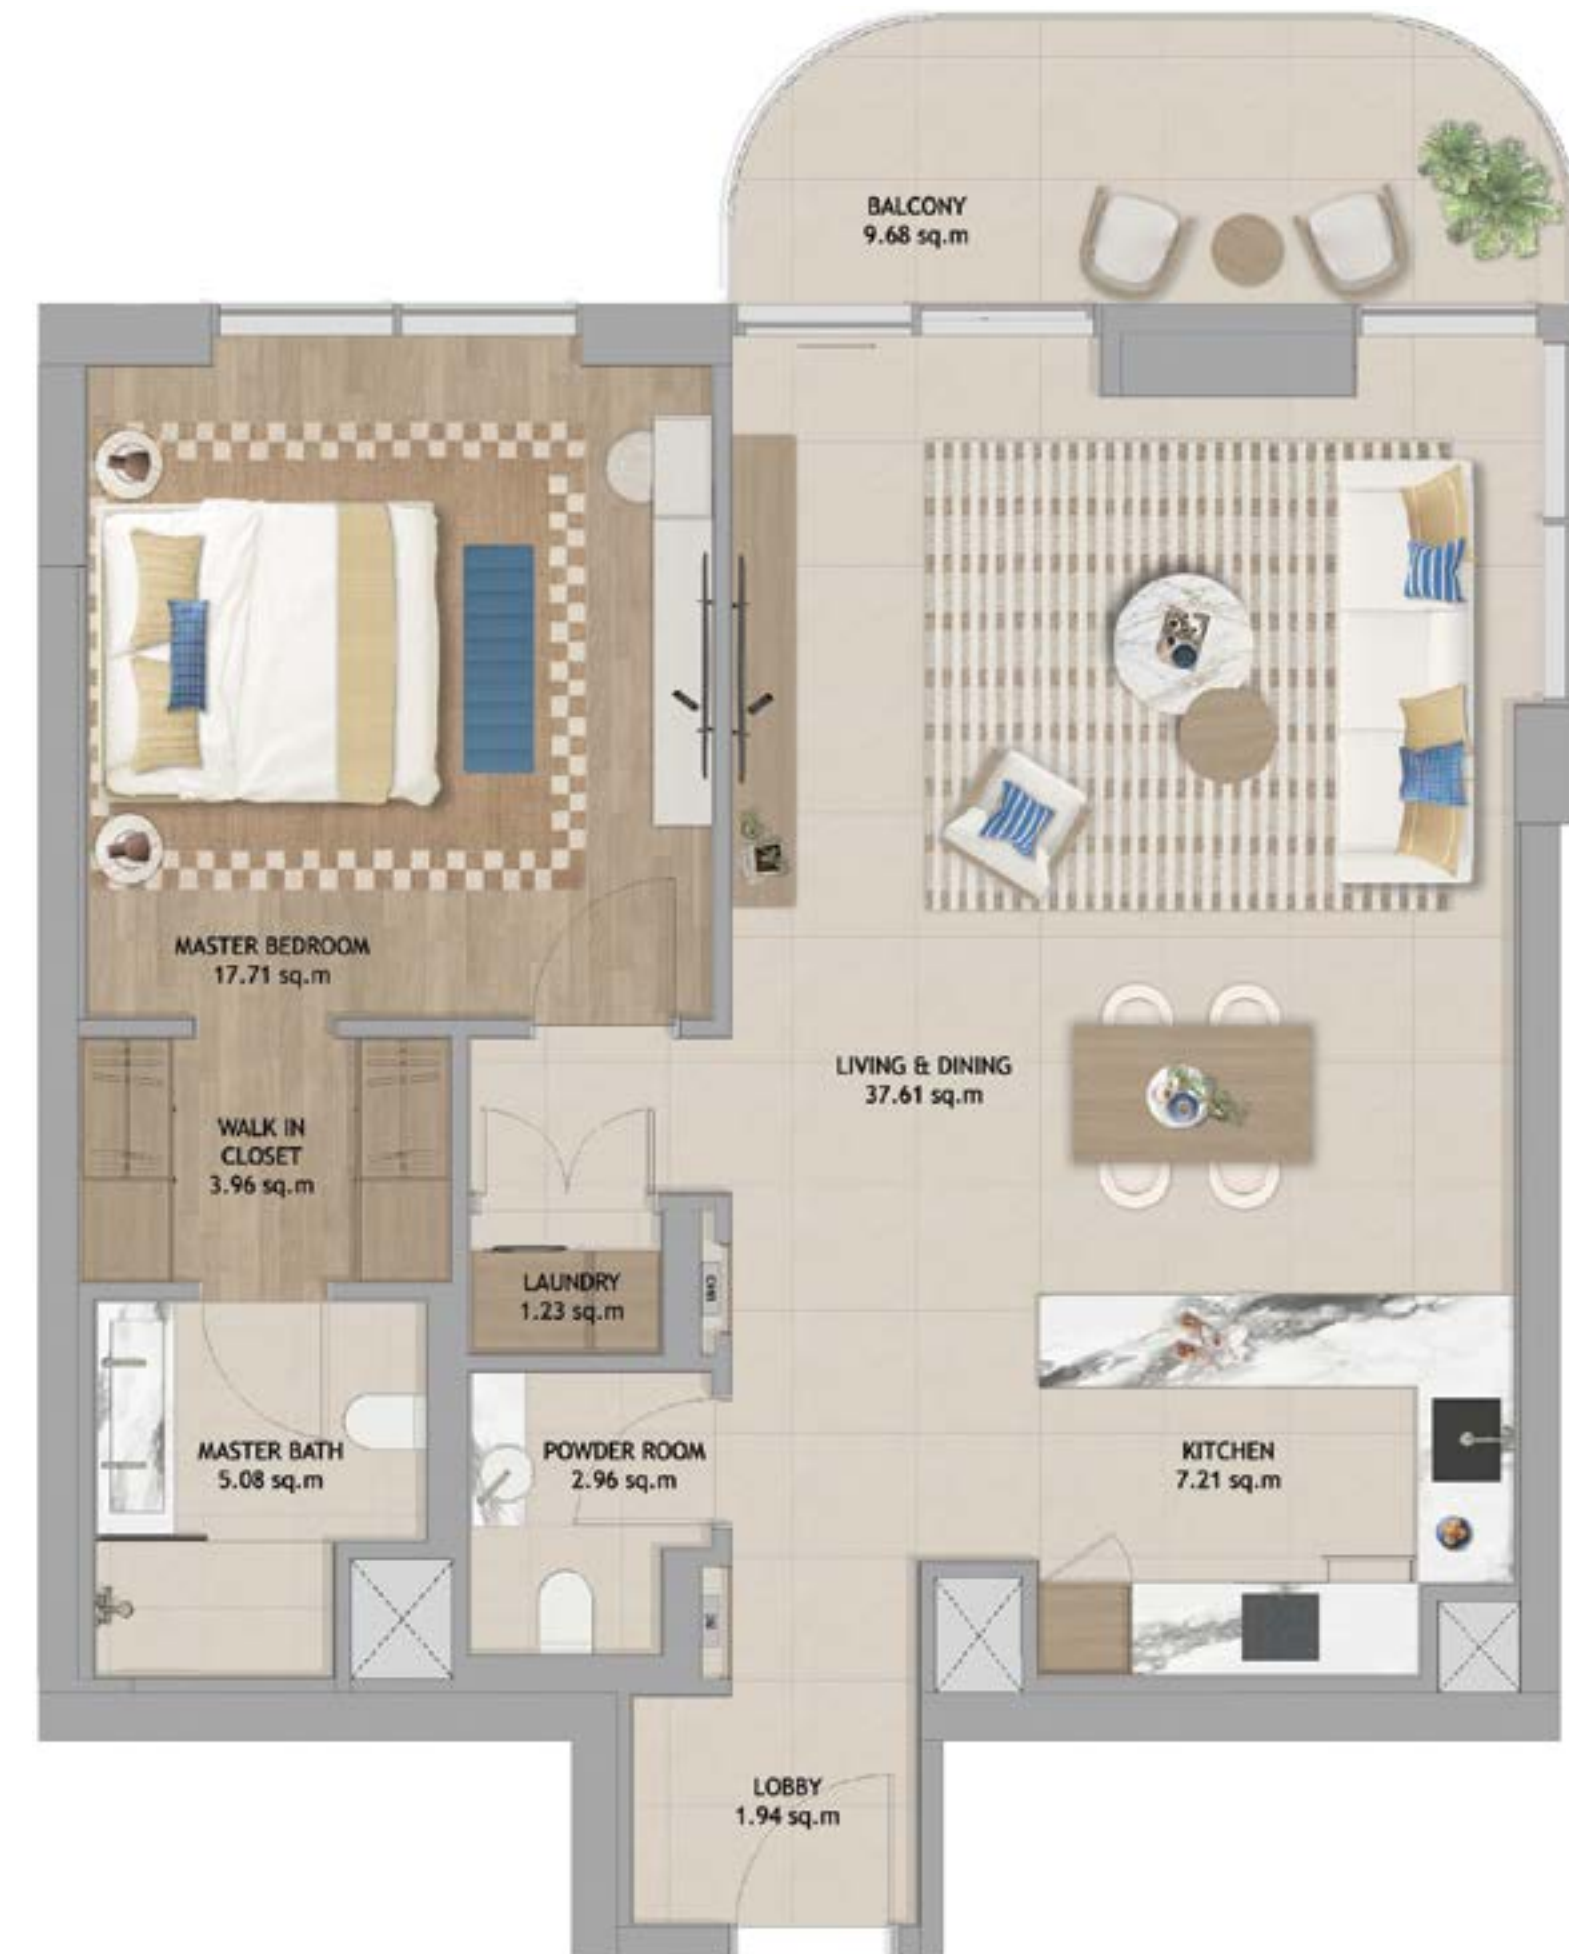 BALCONY
9.68 sq.m
MASTER BEDROOM
17.71 sq.m
LIVING & DINING
37.61 sq.m
WALK IN
CLOSET
3.96 sq.m
LAUNDRY
1.23 sq.m
MASTER BATH
5.08 sq.m
POWDER ROOM
2.96 sq.m
KITCHEN
7.21 sq.m
LOBBY
1.94 sq.m